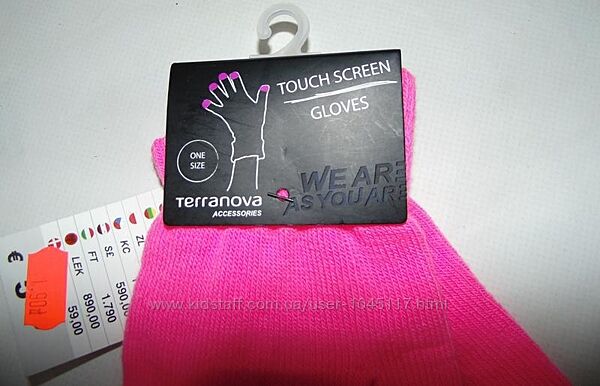 TOUCH SCREEN
GLOVES
ONE
SIZE
WE ARE
AS YOU ARE
terranova
ACCESSORIES
ZL
KC 590,00
S£ 1.790
FT 890,00
LEK 59,00
€
www.kidstaff.com.ua/user-1045117.html